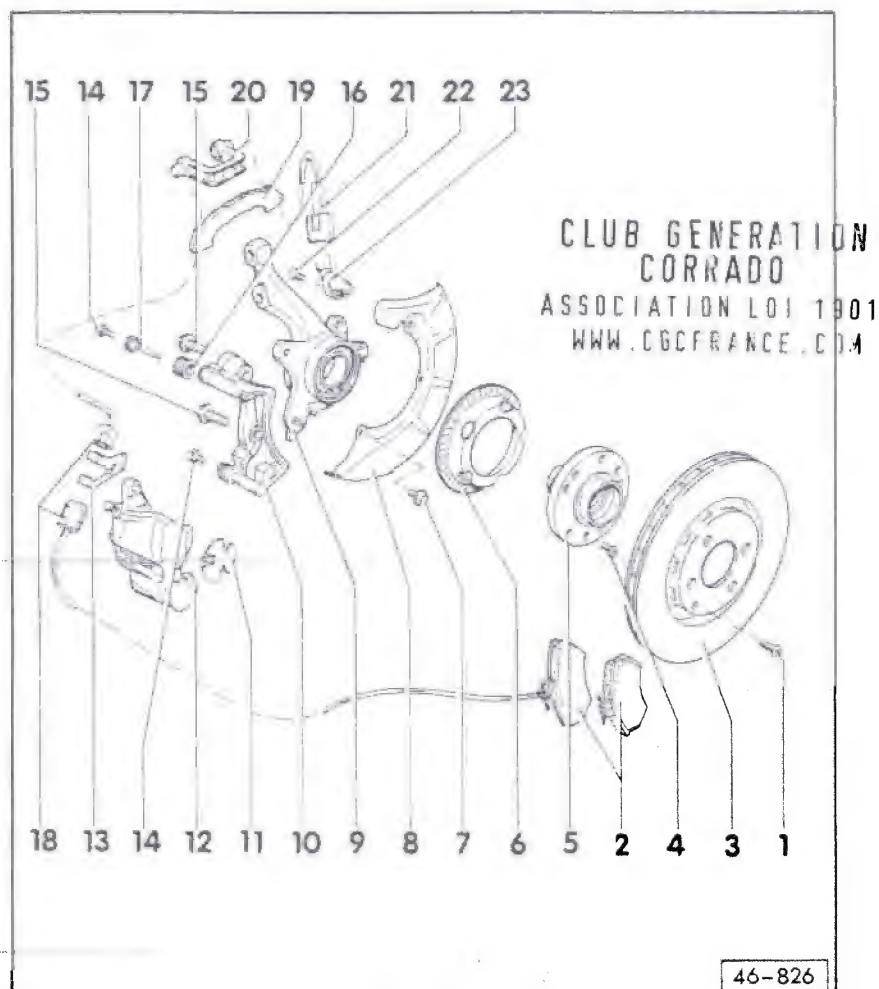 15 14 17 15 20 19 16 21 22 23
CLUB GENERATION
CORRADO
ASSOCIATION LOI 1901
WWW.CGCFRANCE.COM
18 13 14 12 11 10 9 8 7 6 5 2 4 3 1
46-826